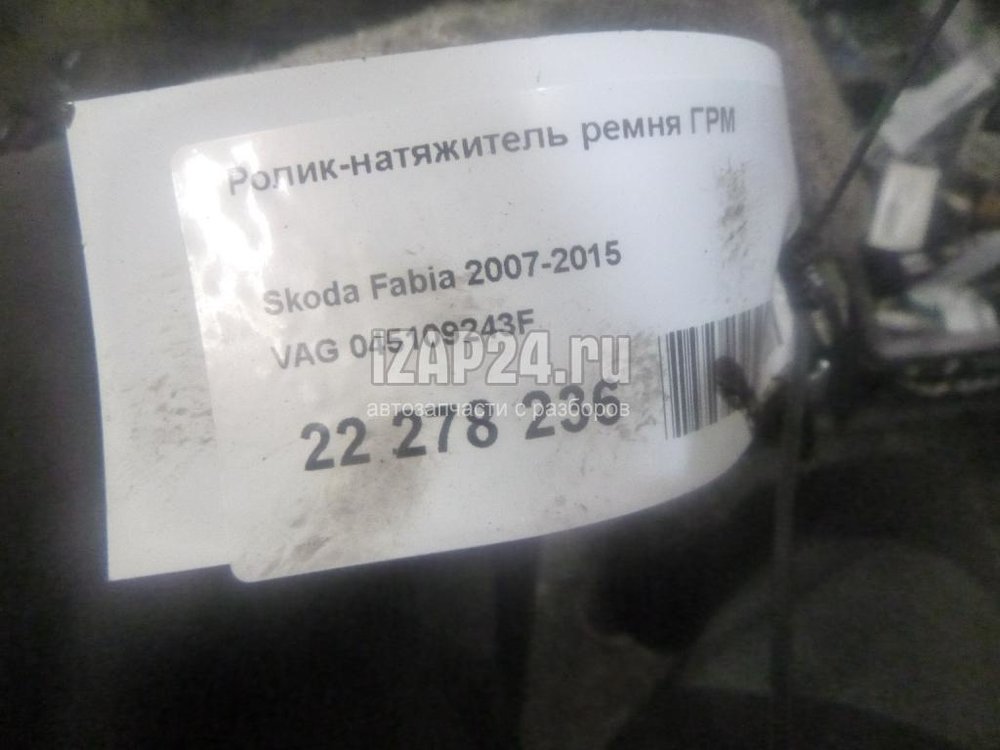 Ролик-натяжитель ремня ГРМ
Skoda Fabia 2007-2015
VAG 045109243F
iZAP24.ru
автозапчасти с разборов
22 278 236